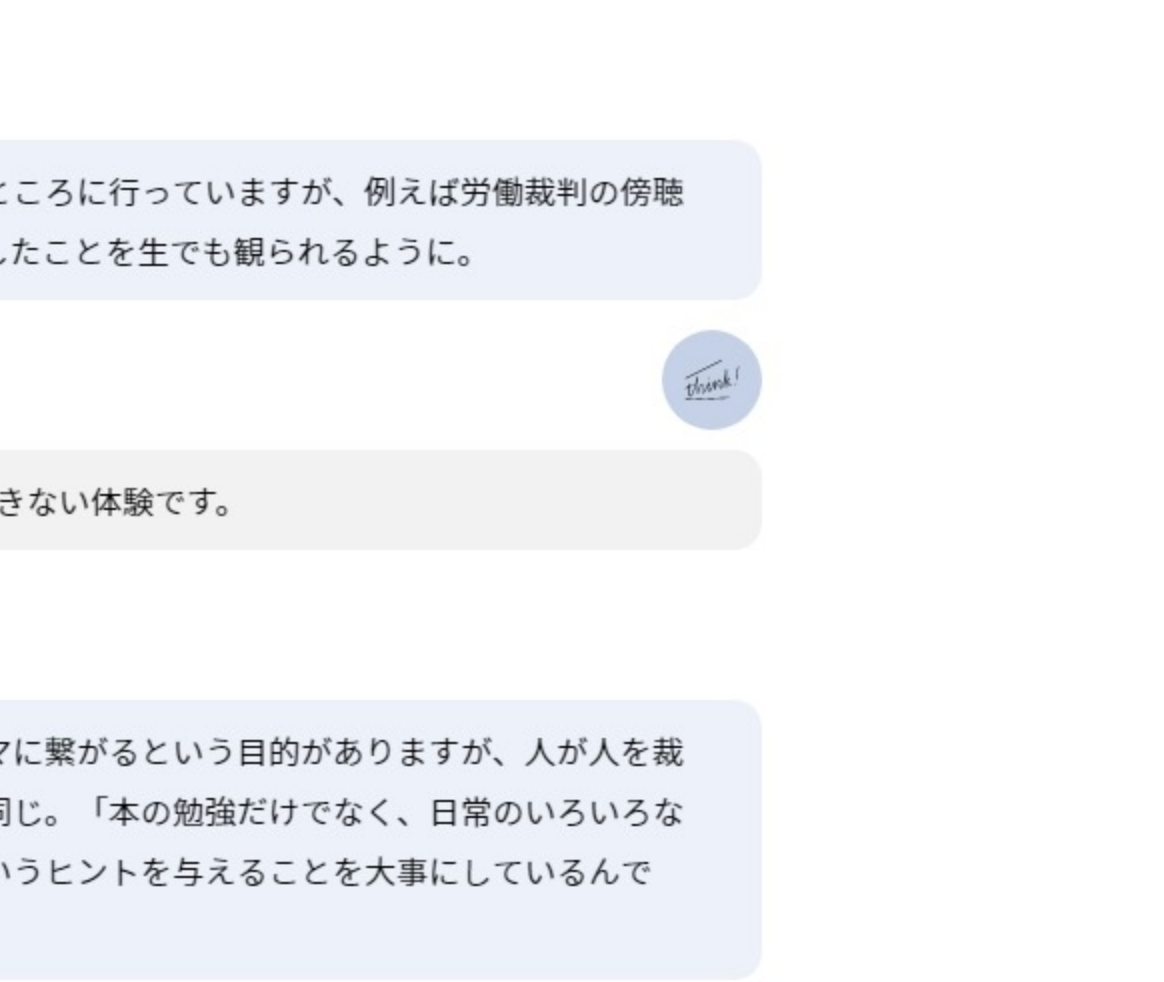 ところに行っていますが、例えば労働裁判の傍聴
したことを生でも観られるように。
think!
きない体験です。
マに繋がるという目的がありますが、人が人を裁
同じ。「本の勉強だけでなく、日常のいろいろな
いうヒントを与えることを大事にしているんで